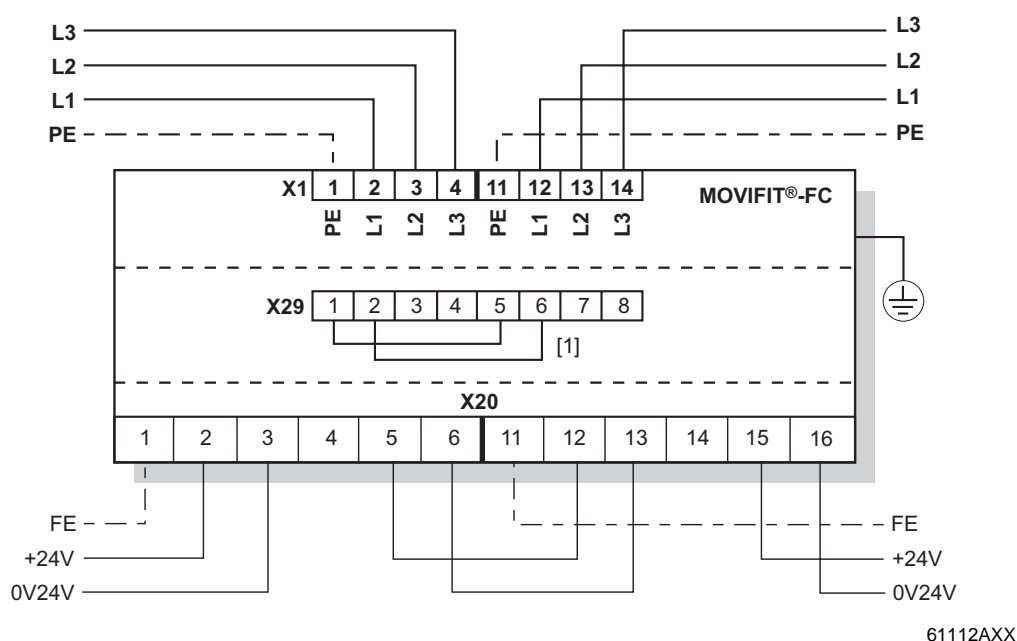 L3 L3
L2 L2
L1 L1
PE PE
X1 1 2 3 4 11 12 13 14 MOVIFIT®-FC
PE L1 L2 L3 PE L1 L2 L3
X29 1 2 3 4 5 6 7 8
[1]
X20
1 2 3 4 5 6 11 12 13 14 15 16
FE FE
+24V +24V
0V24V 0V24V
61112AXX